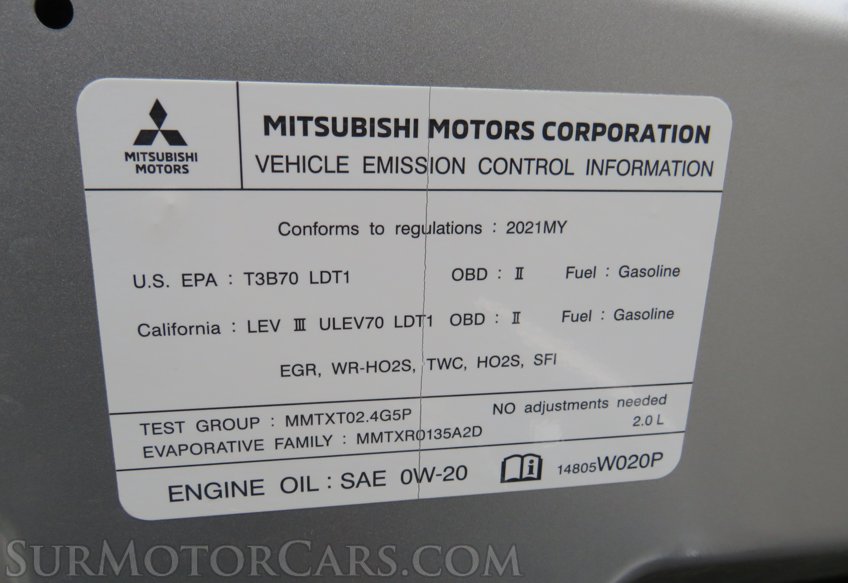 MITSUBISHI
MOTORS
MITSUBISHI MOTORS CORPORATION
VEHICLE EMISSION CONTROL INFORMATION
Conforms to regulations : 2021MY
U.S. EPA : T3B70 LDT1 OBD : Ⅱ Fuel : Gasoline
California : LEV Ⅲ ULEV70 LDT1 OBD : Ⅱ Fuel : Gasoline
EGR, WR-HO2S, TWC, HO2S, SFI
TEST GROUP : MMTXT02.4G5P NO adjustments needed
EVAPORATIVE FAMILY : MMTXR0135A2D 2.0 L
ENGINE OIL : SAE 0W-20 14805W020P
SURMOTORCARS.COM